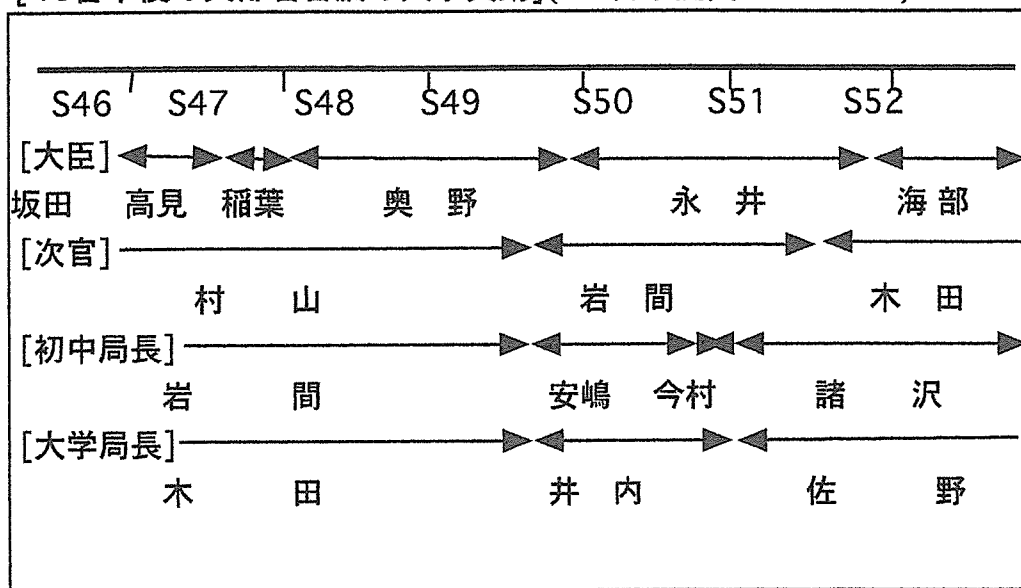 S46 S47 S48 S49 S50 S51 S52
[大臣]
坂田 高見 稲葉 奥野 永井 海部
[次官]
村山 岩間 木田
[初中局長]
岩間 安嶋 今村 諸沢
[大学局長]
木田 井内 佐野